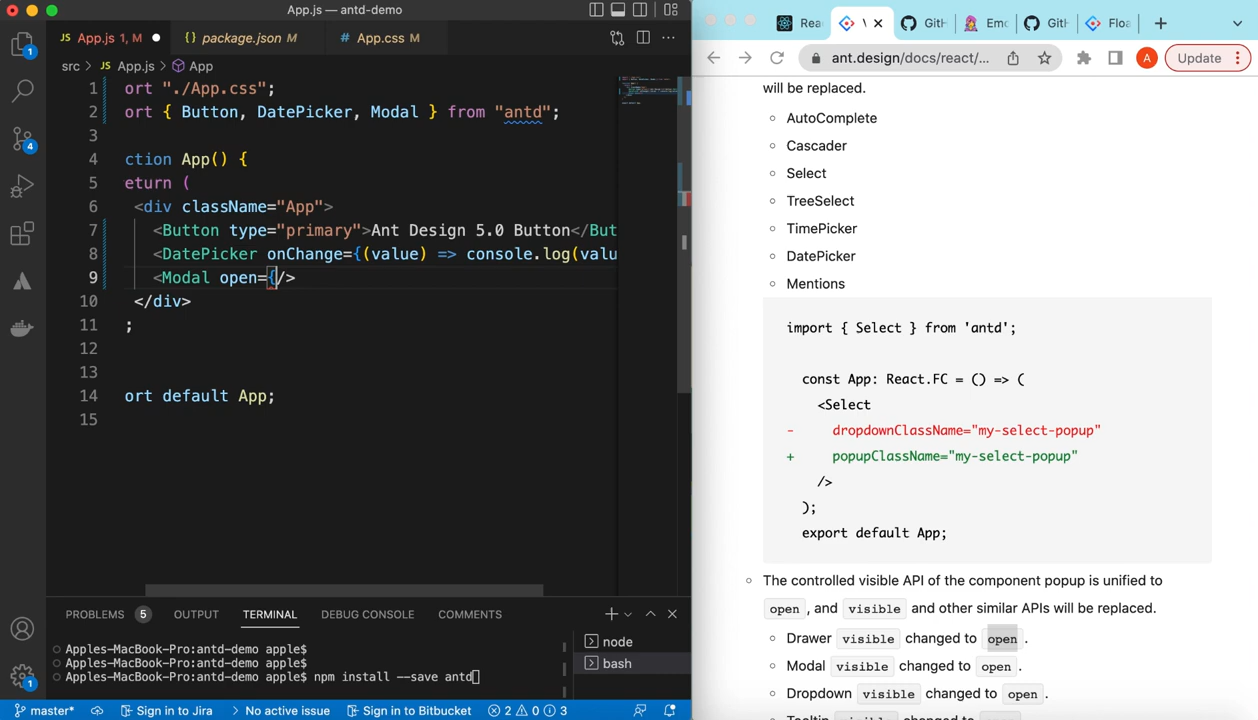 App.js — antd-demo
JS App.js 1, M
{} package.json M
# App.css M
src > JS App.js > App
1 ort "./App.css";
2 ort { Button, DatePicker, Modal } from "antd";
3
4 ction App() {
5 eturn (
6 <div className="App">
7 <Button type="primary">Ant Design 5.0 Button</But
8 <DatePicker onChange={(value) => console.log(valu
9 <Modal open={/>
10 </div>
11 ;
12
13
14 ort default App;
15
1
4
1
PROBLEMS 5 OUTPUT TERMINAL DEBUG CONSOLE COMMENTS
Apples-MacBook-Pro:antd-demo apple$
Apples-MacBook-Pro:antd-demo apple$
Apples-MacBook-Pro:antd-demo apple$ npm install --save antd
node
bash
master* Sign in to Jira No active issue Sign in to Bitbucket 2 0 3
Rea
GitH
Emo
GitH
Floa
ant.design/docs/react/...
A
Update
will be replaced.
AutoComplete
Cascader
Select
TreeSelect
TimePicker
DatePicker
Mentions
import { Select } from 'antd';
const App: React.FC = () => (
<Select
- dropdownClassName="my-select-popup"
+ popupClassName="my-select-popup"
/>
);
export default App;
The controlled visible API of the component popup is unified to
open , and visible and other similar APIs will be replaced.
Drawer visible changed to open .
Modal visible changed to open .
Dropdown visible changed to open .